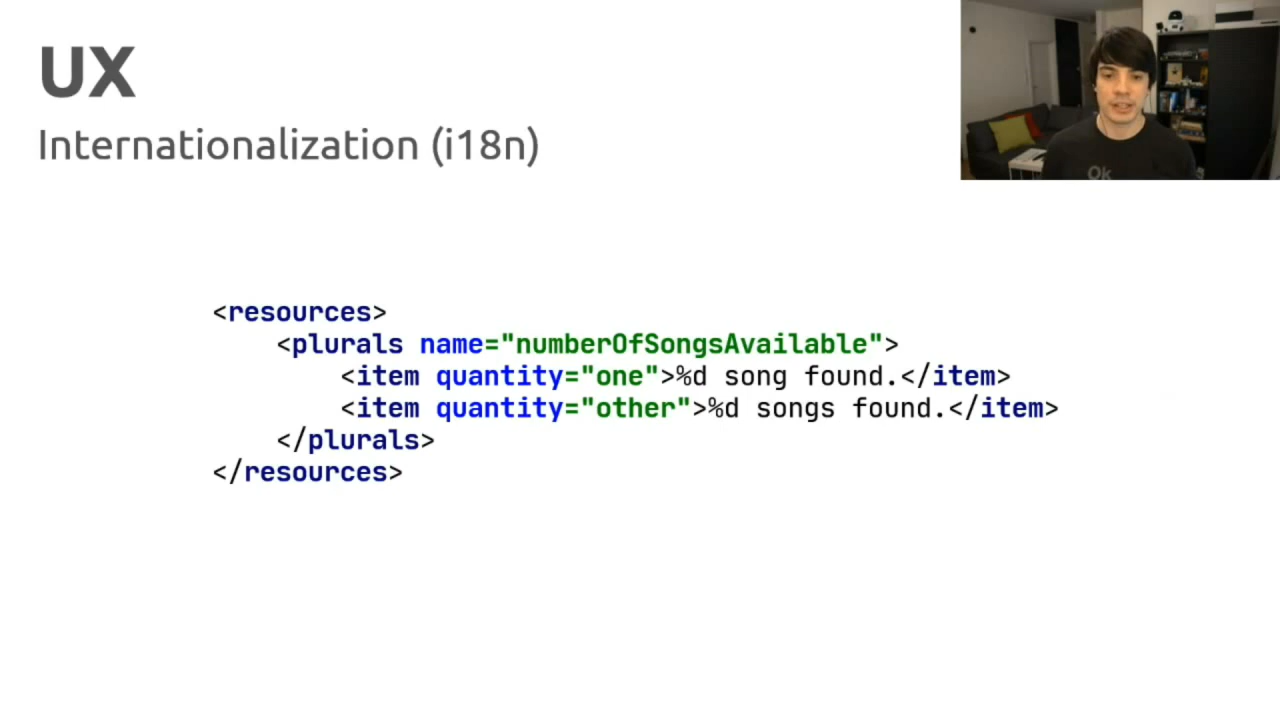 UX
Internationalization (i18n)
Ok
<resources>
    <plurals name="numberOfSongsAvailable">
        <item quantity="one">%d song found.</item>
        <item quantity="other">%d songs found.</item>
    </plurals>
</resources>